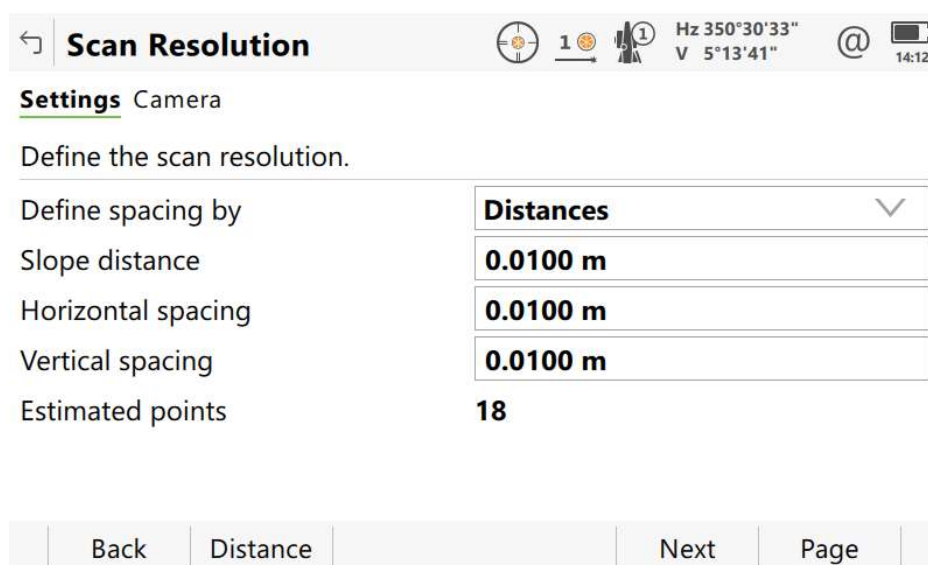 Scan Resolution 1 1 Hz 350°30'33"
V 5°13'41" @ 14:12
Settings Camera
Define the scan resolution.
Define spacing by Distances
Slope distance 0.0100 m
Horizontal spacing 0.0100 m
Vertical spacing 0.0100 m
Estimated points 18
Back Distance Next Page